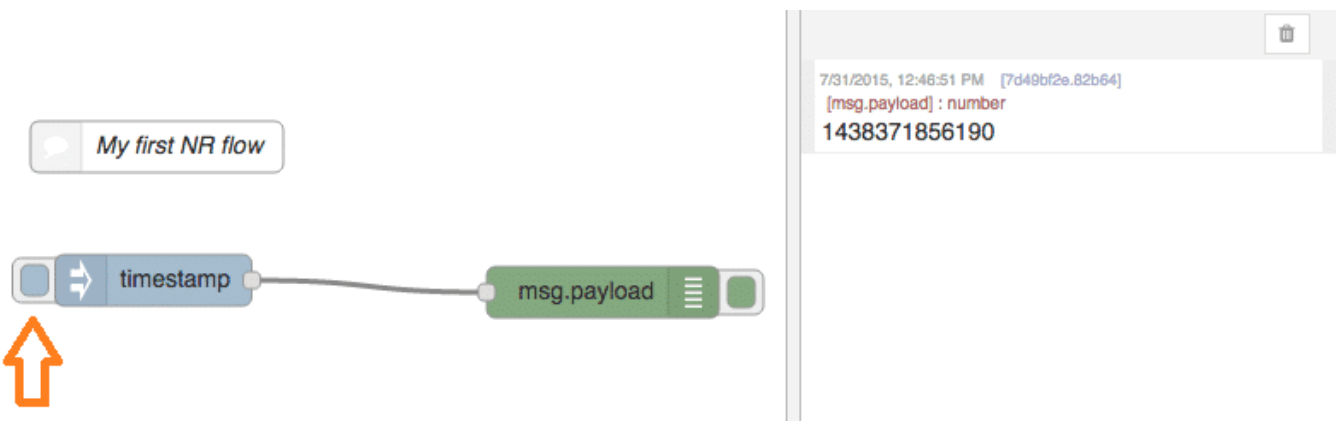 My first NR flow
timestamp
msg.payload
7/31/2015, 12:46:51 PM [7d49bf2e.82b64]
[msg.payload] : number
1438371856190